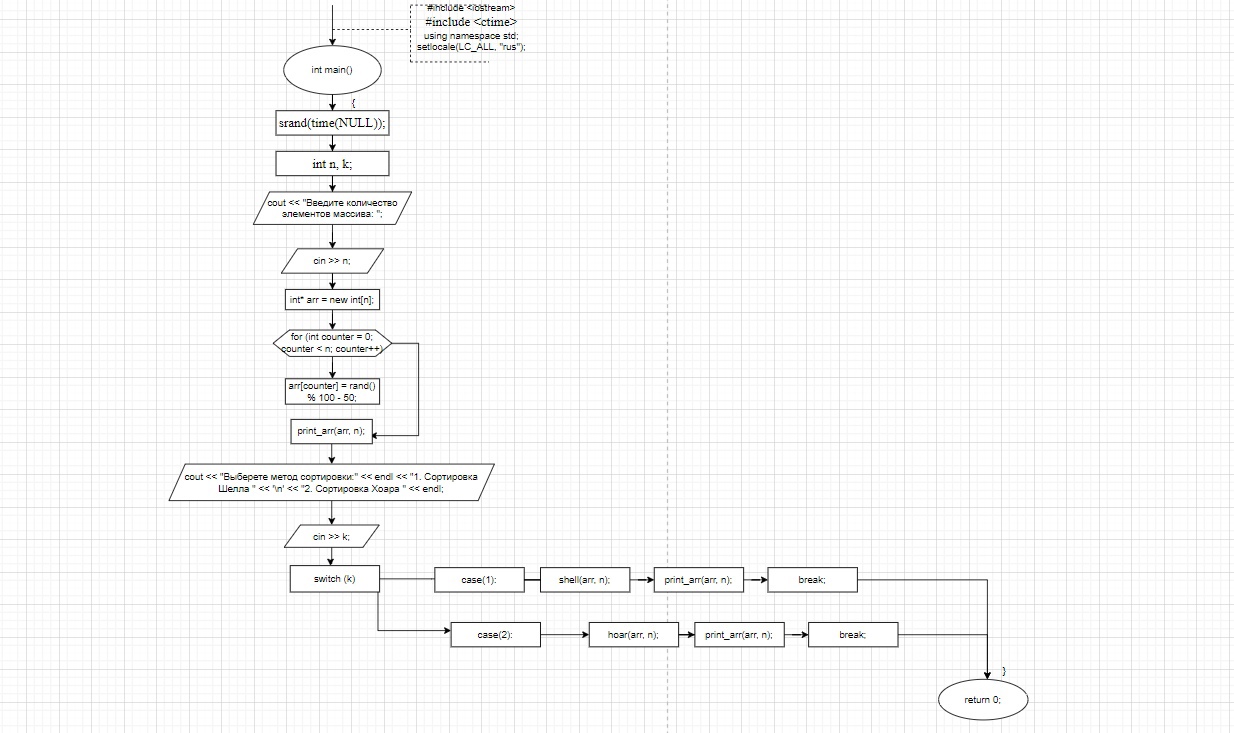 #include <iostream>
#include <ctime>
using namespace std;
setlocale(LC_ALL, "rus");
int main()
{
srand(time(NULL));
int n, k;
cout << "Введите количество
элементов массива: ";
cin >> n;
int* arr = new int[n];
for (int counter = 0;
counter < n; counter++)
arr[counter] = rand()
% 100 - 50;
print_arr(arr, n);
cout << "Выберете метод сортировки:" << endl << "1. Сортировка
Шелла " << '\n' << "2. Сортировка Хоара " << endl;
cin >> k;
switch (k)
case(1):
shell(arr, n);
print_arr(arr, n);
break;
case(2):
hoar(arr, n);
print_arr(arr, n);
break;
}
return 0;